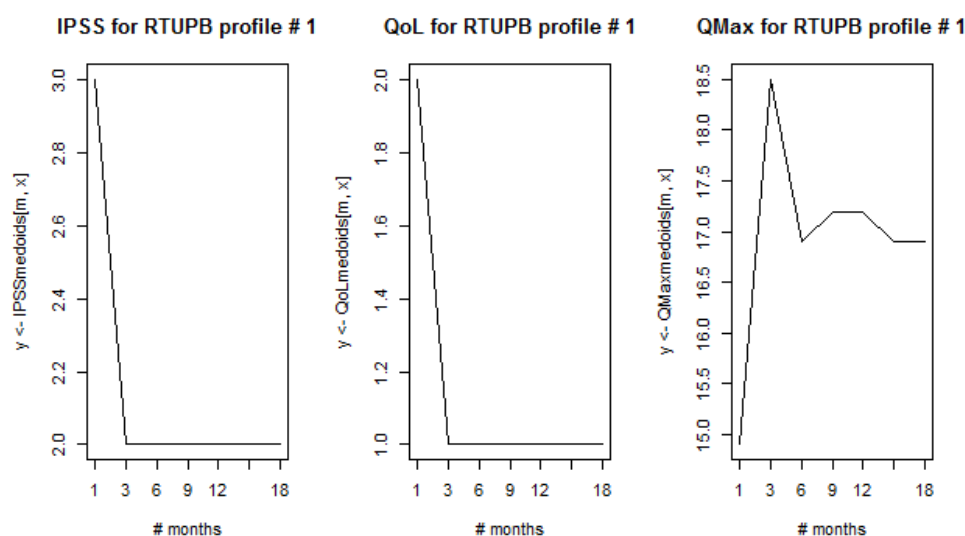 IPSS for RTUPB profile # 1
y <- IPSSmedoids[m, x]
3.0
2.8
2.6
2.4
2.2
2.0
1 3 6 9 12 18
# months
QoL for RTUPB profile # 1
y <- QoLmedoids[m, x]
2.0
1.8
1.6
1.4
1.2
1.0
1 3 6 9 12 18
# months
QMax for RTUPB profile # 1
y <- QMaxmedoids[m, x]
18.5
18.0
17.5
17.0
16.5
16.0
15.5
15.0
1 3 6 9 12 18
# months